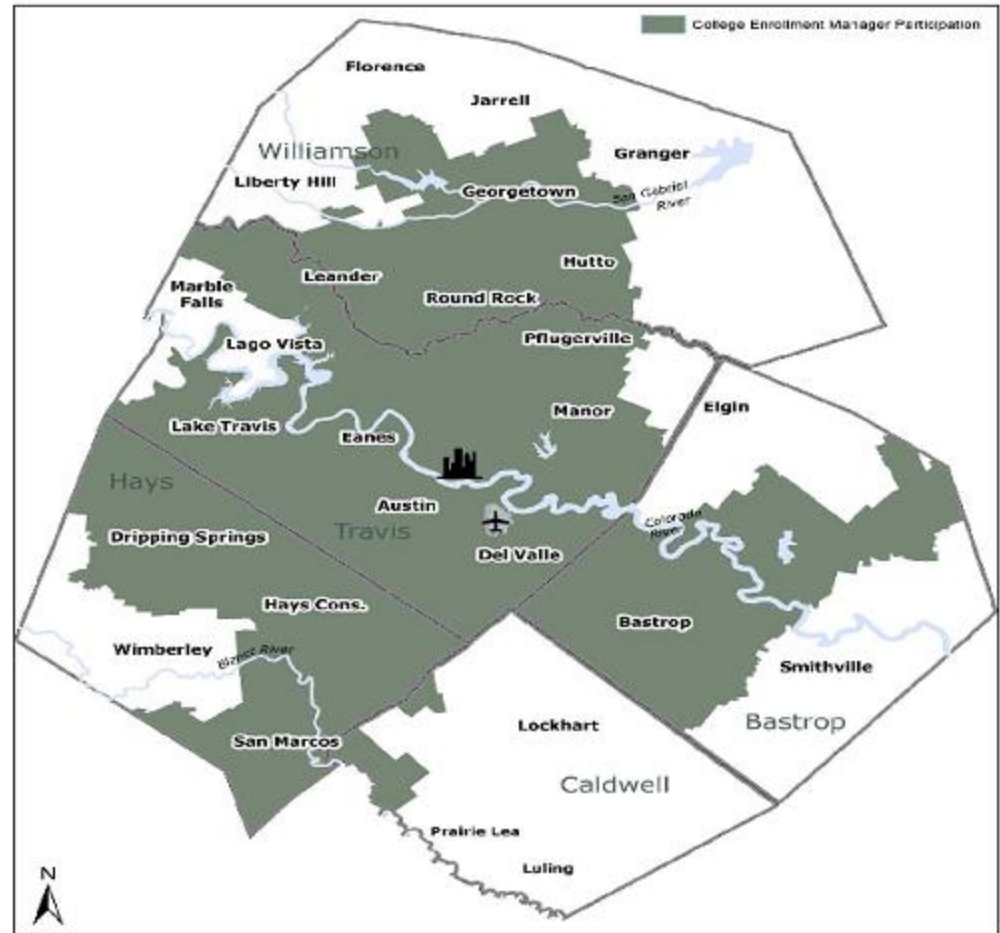 College Enrollment Manager Participation
Florence
Jarrell
Williamson
Granger
Liberty Hill
Georgetown
San Gabriel
River
Hutto
Leander
Marble
Falls
Round Rock
Pflugerville
Lago Vista
Manor
Elgin
Lake Travis
Eanes
Hays
Austin
Travis
Colorado
River
Dripping Springs
Del Valle
Hays Cons.
Bastrop
Wimberley
River
Smithville
San Marcos
Lockhart
Bastrop
Caldwell
Prairie Lea
Luling
N